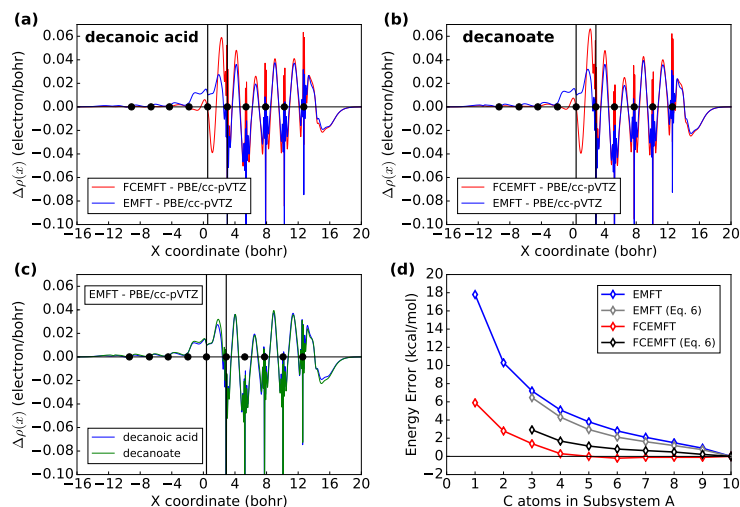 (a)
decanoic acid
0.06
0.04
0.02
0.00
−0.02
−0.04
−0.06
−0.08
−0.10
Δρ(x) (electron/bohr)
FCEMFT - PBE/cc-pVTZ
EMFT - PBE/cc-pVTZ
−16 −12 −8 −4 0 4 8 12 16 20
X coordinate (bohr)
(b)
decanoate
0.06
0.04
0.02
0.00
−0.02
−0.04
−0.06
−0.08
−0.10
Δρ(x) (electron/bohr)
FCEMFT - PBE/cc-pVTZ
EMFT - PBE/cc-pVTZ
−16 −12 −8 −4 0 4 8 12 16 20
X coordinate (bohr)
(c)
EMFT - PBE/cc-pVTZ
0.06
0.04
0.02
0.00
−0.02
−0.04
−0.06
−0.08
−0.10
Δρ(x) (electron/bohr)
decanoic acid
decanoate
−16 −12 −8 −4 0 4 8 12 16 20
X coordinate (bohr)
(d)
20
18
16
14
12
10
8
6
4
2
0
−2
Energy Error (kcal/mol)
EMFT
EMFT (Eq. 6)
FCEMFT
FCEMFT (Eq. 6)
0 1 2 3 4 5 6 7 8 9 10
C atoms in Subsystem A